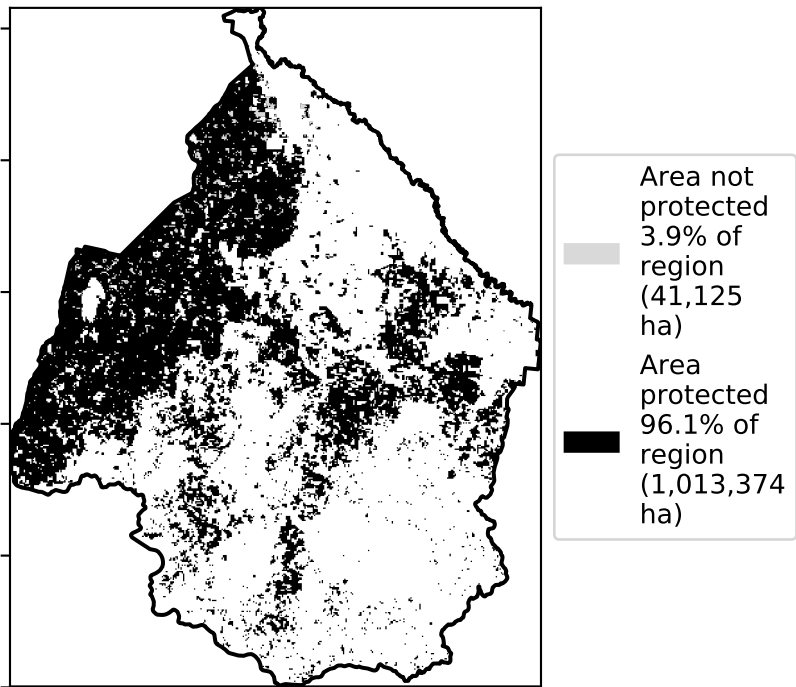 Area not
protected
3.9% of
region
(41,125
ha)
Area
protected
96.1% of
region
(1,013,374
ha)